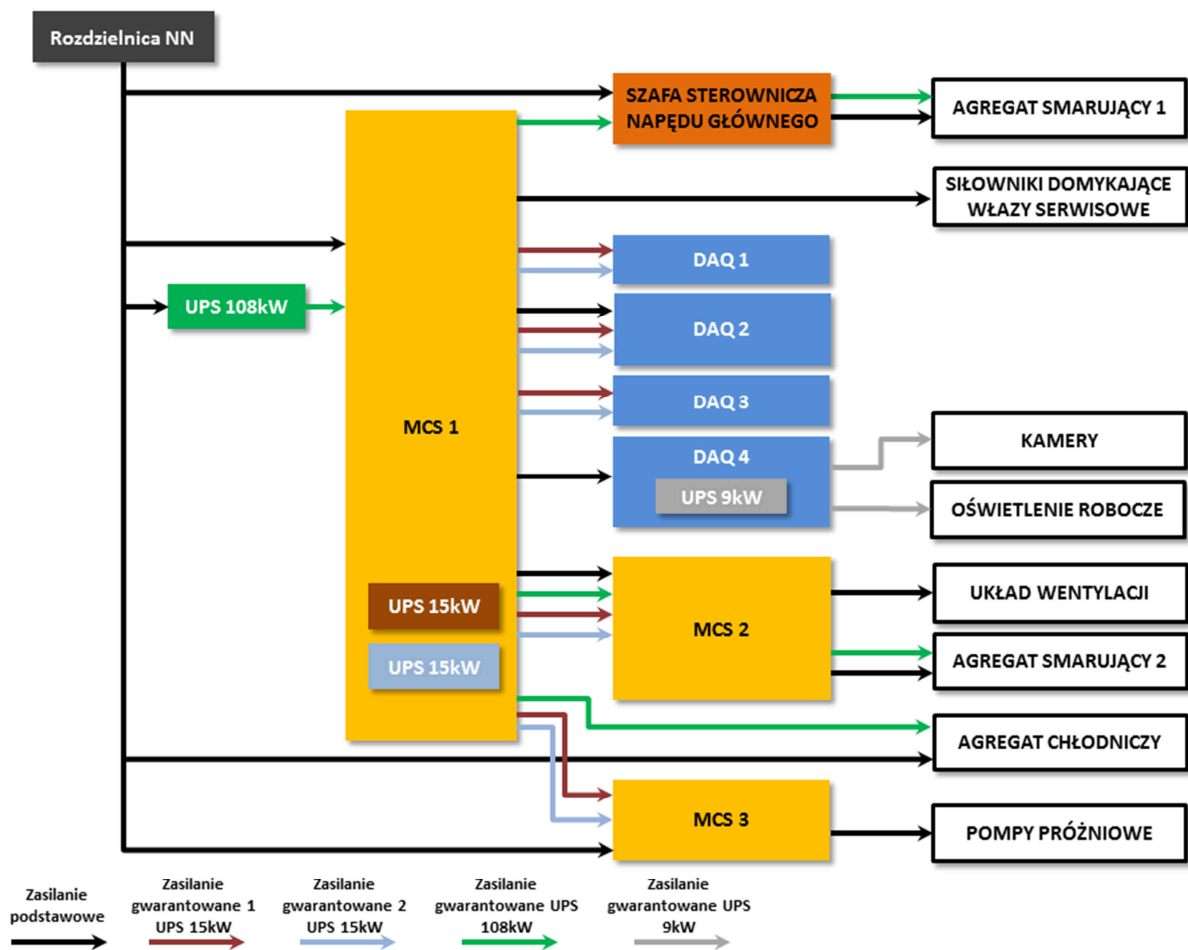 Rozdzielnica NN
SZAFA STEROWNICZA
NAPĘDU GŁÓWNEGO
AGREGAT SMARUJĄCY 1
SIŁOWNIKI DOMYKAJĄCE
WŁAZY SERWISOWE
DAQ 1
UPS 108kW
DAQ 2
DAQ 3
MCS 1
DAQ 4
UPS 9kW
KAMERY
OŚWIETLENIE ROBOCZE
UPS 15kW
UPS 15kW
MCS 2
UKŁAD WENTYLACJI
AGREGAT SMARUJĄCY 2
AGREGAT CHŁODNICZY
MCS 3
POMPY PRÓŻNIOWE
Zasilanie
podstawowe
Zasilanie
gwarantowane 1
UPS 15kW
Zasilanie
gwarantowane 2
UPS 15kW
Zasilanie
gwarantowane UPS
108kW
Zasilanie
gwarantowane UPS
9kW